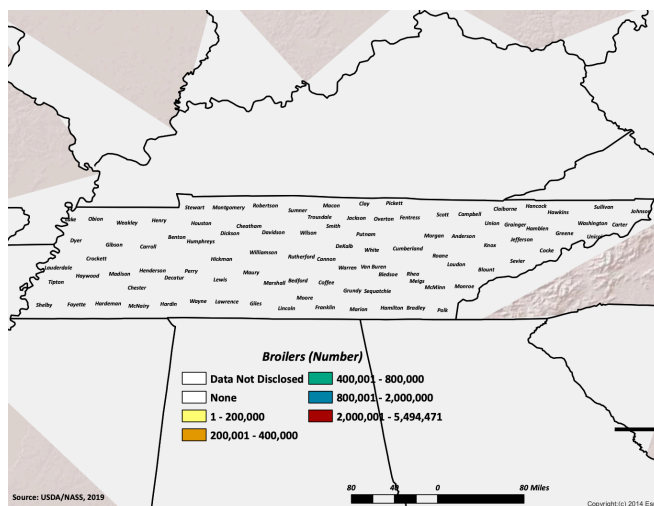 Macon Clay Pickett
Stewart Montgomery Robertson Sumner Claiborne Hancock Sullivan
Lake Obion Weakley Henry Houston Trousdale Jackson Overton Fentress Scott Campbell Hawkins Johnson
Dickson Cheatham Davidson Wilson Smith Putnam Union Grainger Hamblen Washington Carter
Dyer Gibson Carroll Benton Humphreys Morgan Anderson Knox Jefferson Greene Unicoi
Crockett Hickman Williamson Rutherford Cannon DeKalb White Cumberland Roane Loudon Sevier Cocke
Lauderdale Haywood Madison Henderson Decatur Perry Lewis Maury Marshall Bedford Coffee Warren Van Buren Bledsoe Rhea Meigs McMinn Monroe Blount
Tipton Chester Moore Grundy Sequatchie
Shelby Fayette Hardeman McNairy Hardin Wayne Lawrence Giles Lincoln Franklin Marion Hamilton Bradley Polk
Broilers (Number)
Data Not Disclosed
None
1 - 200,000
200,001 - 400,000
400,001 - 800,000
800,001 - 2,000,000
2,000,001 - 5,494,471
Source: USDA/NASS, 2019
80 40 0 80 Miles
Copyright:(c) 2014 Es